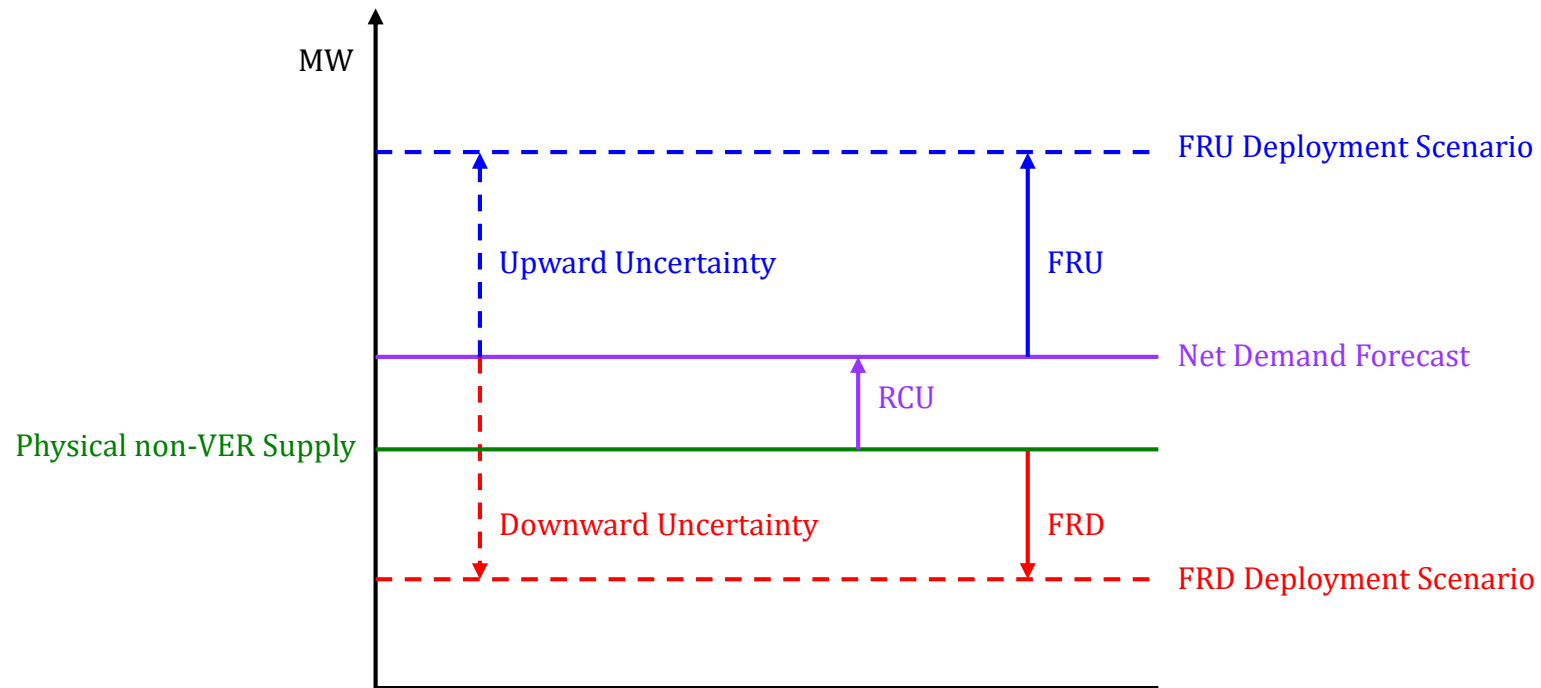 MW
FRU Deployment Scenario
Upward Uncertainty
FRU
Net Demand Forecast
RCU
Physical non-VER Supply
Downward Uncertainty
FRD
FRD Deployment Scenario